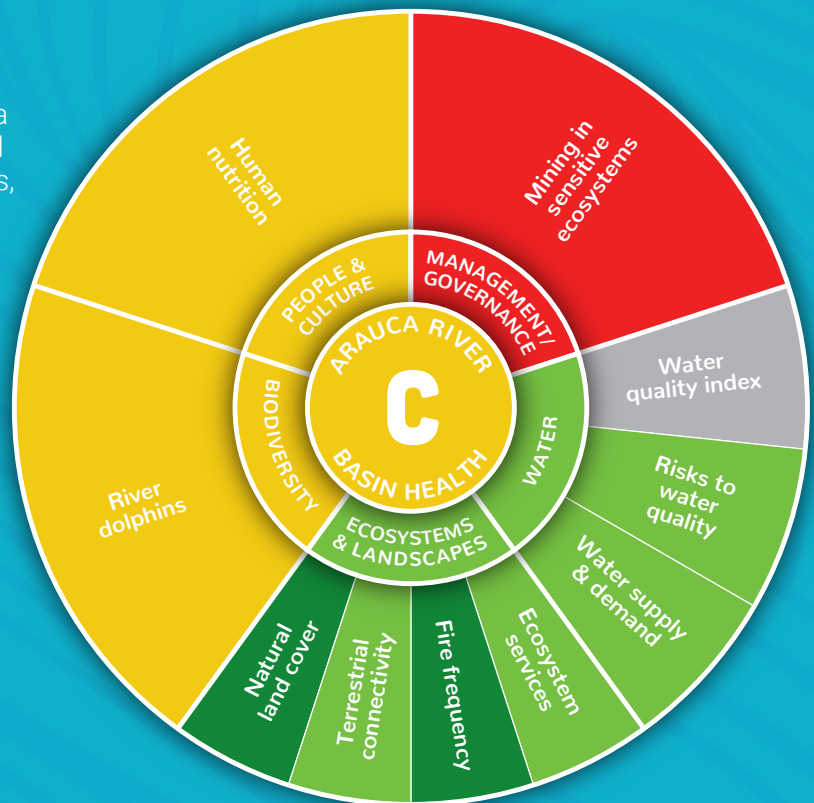 a
l
s,
Human
nutrition
Mining in
sensitive
ecosystems
PEOPLE &
CULTURE
MANAGEMENT/
GOVERNANCE
ARAUCA RIVER
C
BASIN HEALTH
BIODIVERSITY
WATER
ECOSYSTEMS
& LANDSCAPES
Water
quality index
Risks to
water
quality
Water supply
& demand
Ecosystem
services
Fire frequency
Terrestrial
connectivity
Natural
land cover
River
dolphins